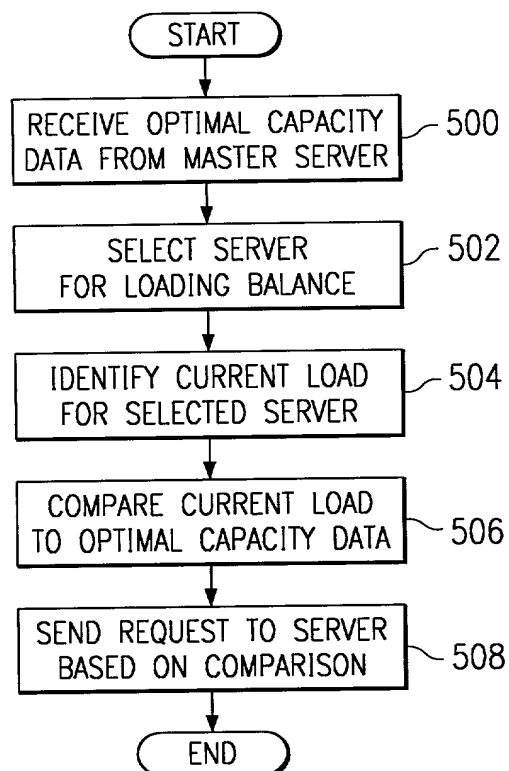 START
RECEIVE OPTIMAL CAPACITY
DATA FROM MASTER SERVER
500
SELECT SERVER
FOR LOADING BALANCE
502
IDENTIFY CURRENT LOAD
FOR SELECTED SERVER
504
COMPARE CURRENT LOAD
TO OPTIMAL CAPACITY DATA
506
SEND REQUEST TO SERVER
BASED ON COMPARISON
508
END